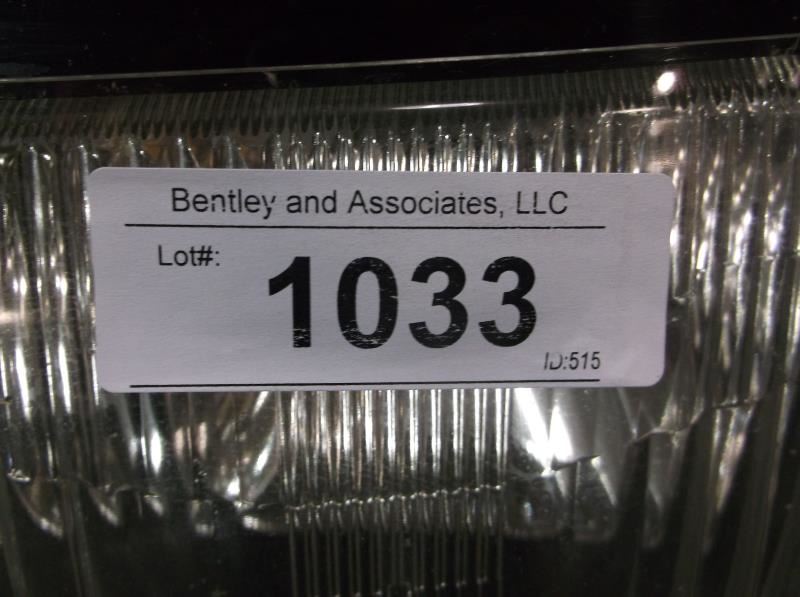 Bentley and Associates, LLC
Lot#:
1033
ID:515